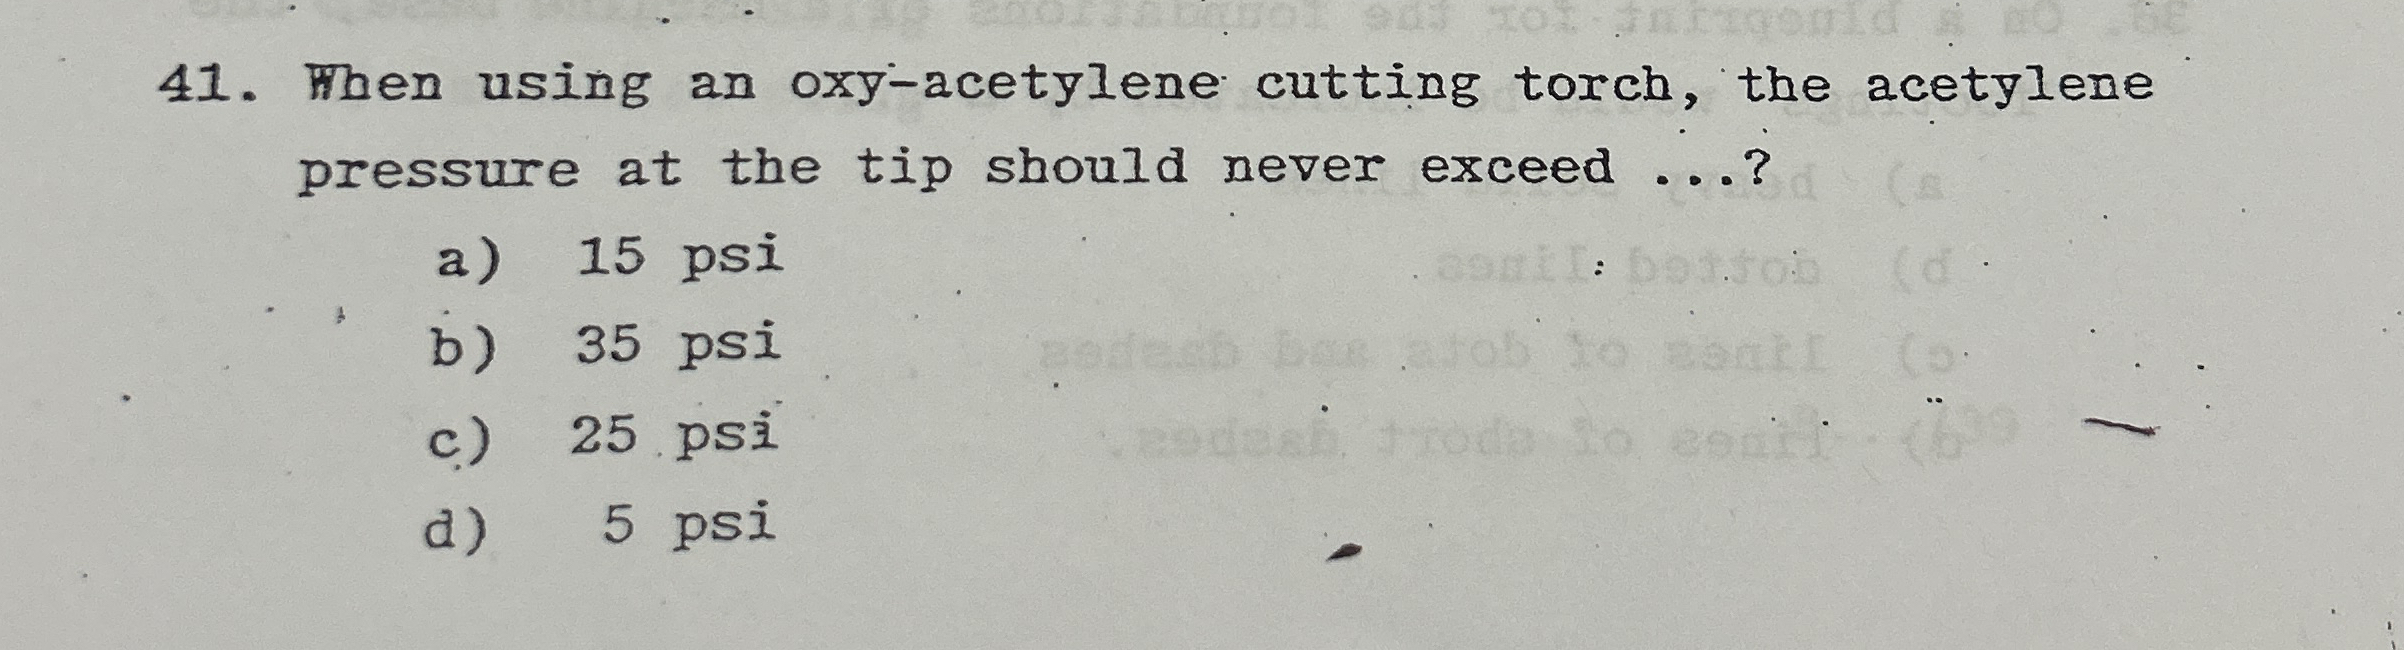 41. When using an oxy-acetylene cutting torch, the acetylene
pressure at the tip should never exceed ...?
a) 15 psi
b) 35 psi
c) 25 psi
d) 5 psi